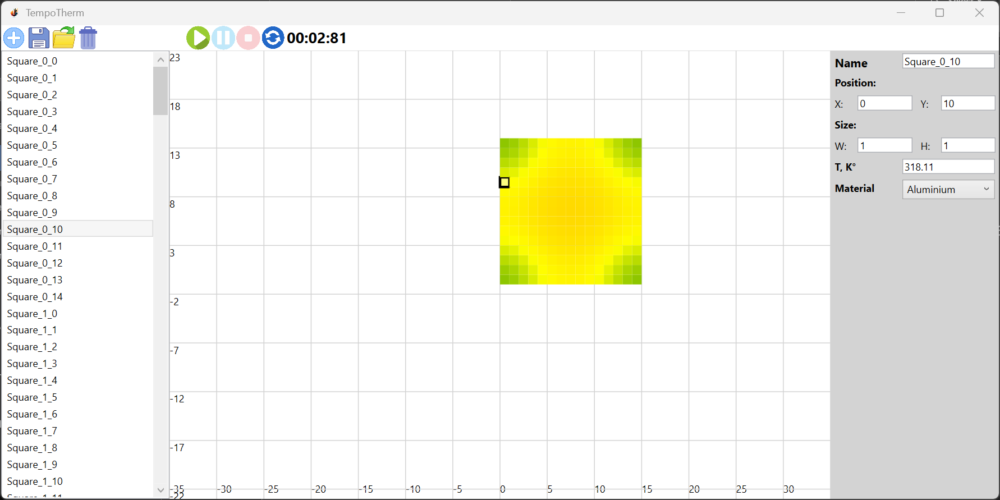 TempoTherm
00:02:81
Square_0_0
Square_0_1
Square_0_2
Square_0_3
Square_0_4
Square_0_5
Square_0_6
Square_0_7
Square_0_8
Square_0_9
Square_0_10
Square_0_11
Square_0_12
Square_0_13
Square_0_14
Square_1_0
Square_1_1
Square_1_2
Square_1_3
Square_1_4
Square_1_5
Square_1_6
Square_1_7
Square_1_8
Square_1_9
Square_1_10
23
18
13
8
3
-2
-7
-12
-17
-22
-35 -30 -25 -20 -15 -10 -5 0 5 10 15 20 25 30
Name Square_0_10
Position:
X: 0 Y: 10
Size:
W: 1 H: 1
T, K° 318.11
Material Aluminium